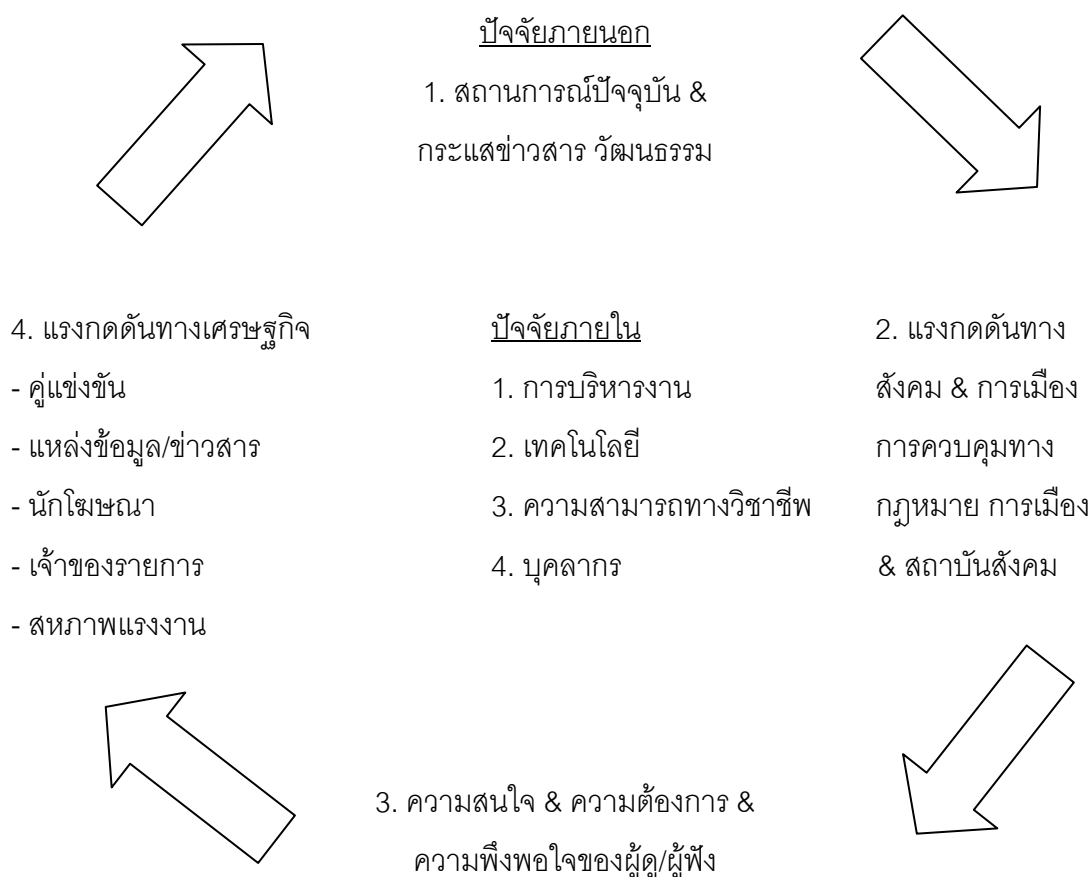 ปัจจัยภายนอก
1. สถานการณ์ปัจจุบัน &
กระแสข่าวสาร วัฒนธรรม
4. แรงกดดันทางเศรษฐกิจ
- คู่แข่งขัน
- แหล่งข้อมูล/ข่าวสาร
- นักโฆษณา
- เจ้าของรายการ
- สหภาพแรงงาน
ปัจจัยภายใน
1. การบริหารงาน
2. เทคโนโลยี
3. ความสามารถทางวิชาชีพ
4. บุคลากร
2. แรงกดดันทาง
สังคม & การเมือง
การควบคุมทาง
กฎหมาย การเมือง
& สถาบันสังคม
3. ความสนใจ & ความต้องการ &
ความพึงพอใจของผู้ดู/ผู้ฟัง